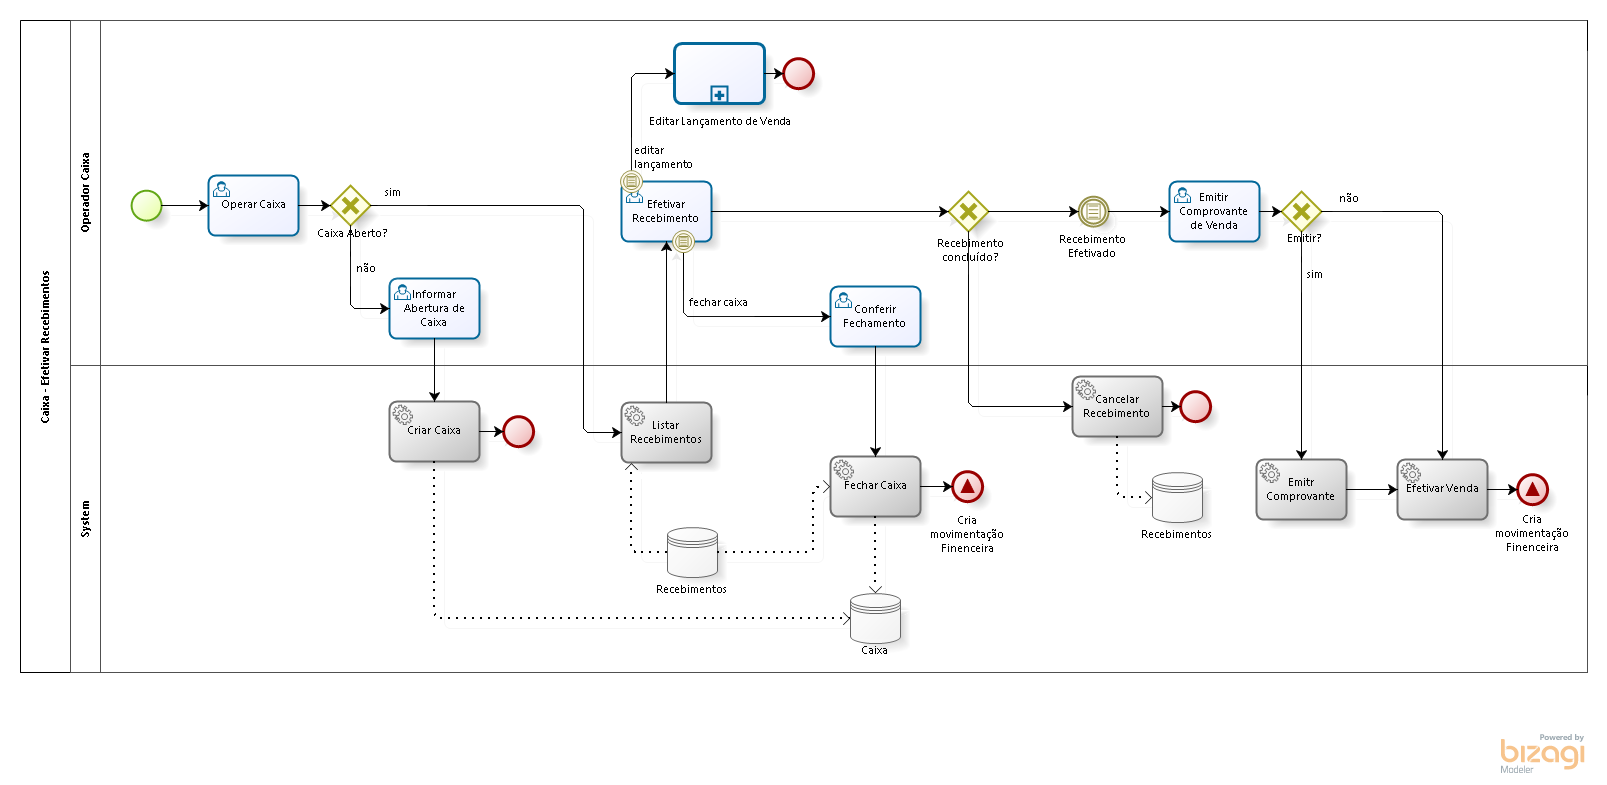 Caixa - Efetivar Recebimentos
Operador Caixa
System
Editar Lançamento de Venda
editar
lançamento
Operar Caixa
sim
Caixa Aberto?
não
Informar
Abertura de
Caixa
Efetivar
Recebimento
fechar caixa
Conferir
Fechamento
Recebimento
concluído?
Recebimento
Efetivado
Emitir
Comprovante
de Venda
não
Emitir?
sim
Criar Caixa
Listar
Recebimentos
Fechar Caixa
Cria
movimentação
Finenceira
Cancelar
Recebimento
Recebimentos
Emitr
Comprovante
Efetivar Venda
Cria
movimentação
Finenceira
Recebimentos
Caixa
Powered by
bizagi
Modeler